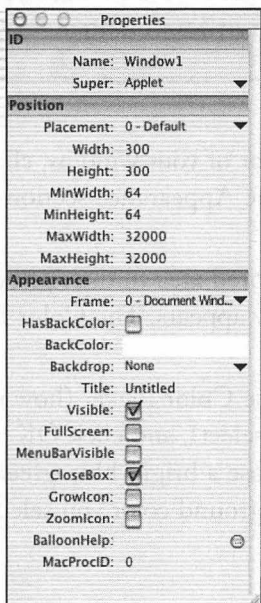 Properties
ID
Name: Window1
Super: Applet
Position
Placement: 0 - Default
Width: 300
Height: 300
MinWidth: 64
MinHeight: 64
MaxWidth: 32000
MaxHeight: 32000
Appearance
Frame: 0 - Document Wind...
HasBackColor:
BackColor:
Backdrop: None
Title: Untitled
Visible:
FullScreen:
MenuBarVisible
CloseBox:
GrowIcon:
ZoomIcon:
BalloonHelp:
MacProcID: 0